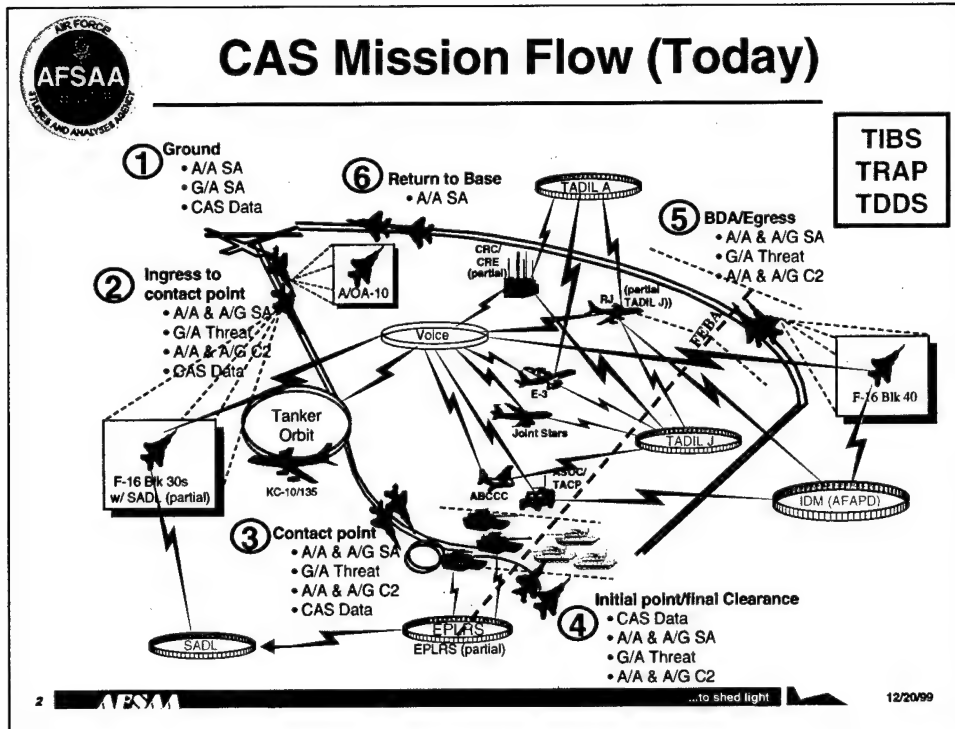 AIR FORCE
AFSAA
STUDIES AND ANALYSES AGENCY
CAS Mission Flow (Today)
TIBS
TRAP
TDDS
1 Ground
• A/A SA
• G/A SA
• CAS Data
6 Return to Base
• A/A SA
TADIL A
5 BDA/Egress
• A/A & A/G SA
• G/A Threat
• A/A & A/G C2
2 Ingress to
contact point
• A/A & A/G SA
• G/A Threat
• A/A & A/G C2
• CAS Data
A/OA-10
CRC/
CRE
(partial)
RJ
(partial
TADIL J))
FEBA
Voice
E-3
F-16 Blk 40
Tanker
Orbit
KC-10/135
Joint Stars
TADIL J
F-16 Blk 30s
w/ SADL (partial)
ABCCC
ASOC/
TACP
IDM (AFAPD)
3 Contact point
• A/A & A/G SA
• G/A Threat
• A/A & A/G C2
• CAS Data
4 Initial point/final Clearance
• CAS Data
• A/A & A/G SA
• G/A Threat
• A/A & A/G C2
SADL
EPLRS
EPLRS (partial)
2
AFSAA
...to shed light
12/20/99